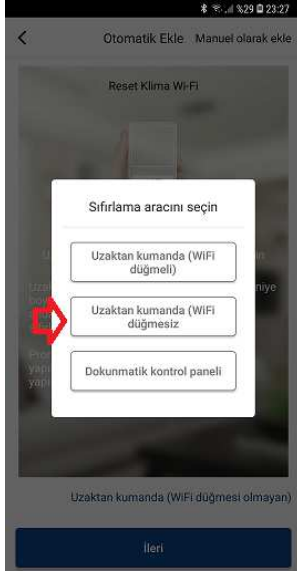 %29 23:27
Otomatik Ekle Manuel olarak ekle
Reset Klima Wi-Fi
Sıfırlama aracını seçin
Uzaktan kumanda (WiFi
düğmeli)
Uzaktan kumanda (WiFi
düğmesiz
Dokunmatik kontrol paneli
Uzaktan kumanda (WiFi düğmesi olmayan)
İleri